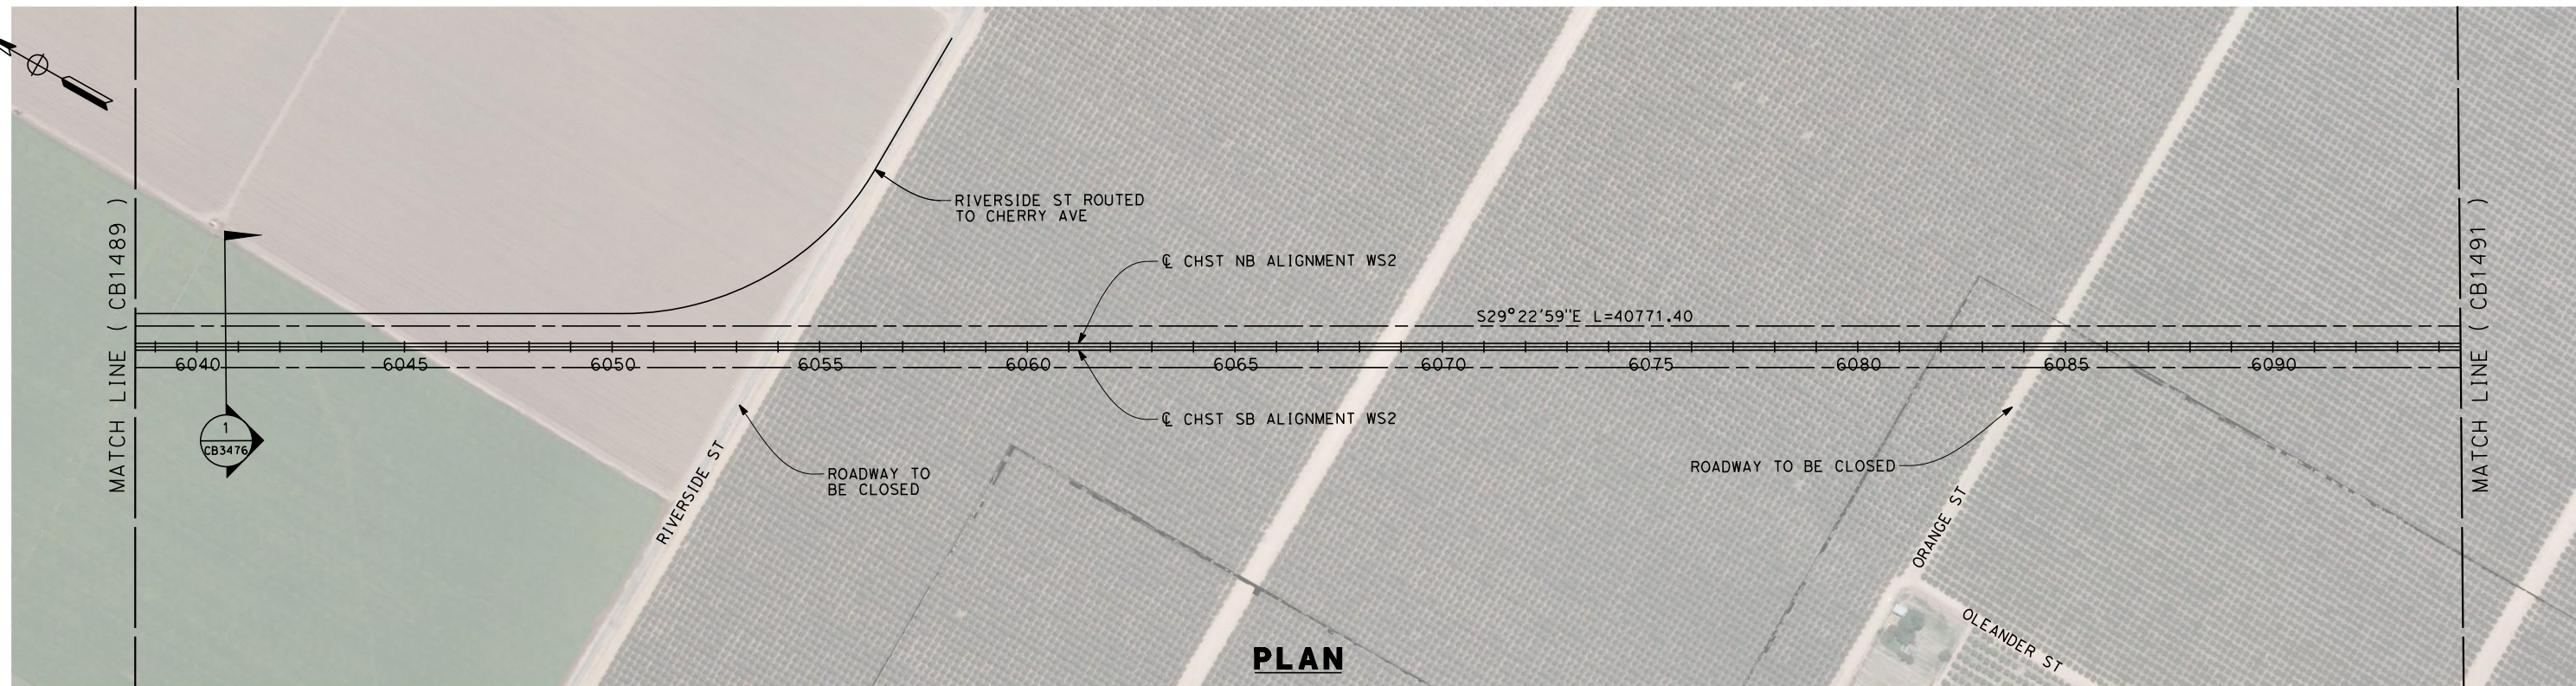 RIVERSIDE ST ROUTED
TO CHERRY AVE
℄ CHST NB ALIGNMENT WS2
S29°22'59"E L=40771.40
MATCH LINE ( CB1489 )
MATCH LINE ( CB1491 )
6040 6045 6050 6055 6060 6065 6070 6075 6080 6085 6090
1
CB3476
℄ CHST SB ALIGNMENT WS2
ROADWAY TO
BE CLOSED
ROADWAY TO BE CLOSED
RIVERSIDE ST
ORANGE ST
OLEANDER ST
PLAN